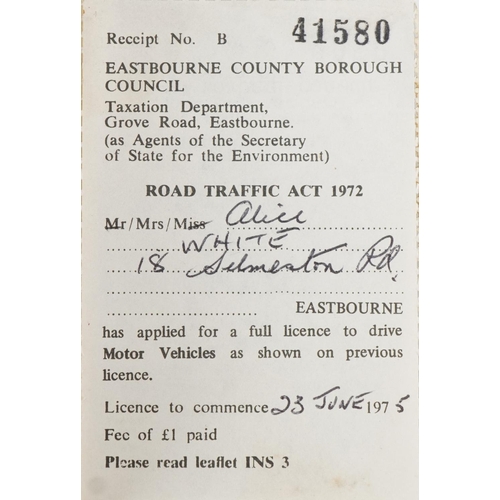 Receipt No. B 41580
EASTBOURNE COUNTY BOROUGH
COUNCIL
Taxation Department,
Grove Road, Eastbourne.
(as Agents of the Secretary
of State for the Environment)
ROAD TRAFFIC ACT 1972
Mr/Mrs/Miss Alice
WHITE
18 Selmeston Rd.
EASTBOURNE
has applied for a full licence to drive
Motor Vehicles as shown on previous
licence.
Licence to commence 23 JUNE 1975
Fee of £1 paid
Please read leaflet INS 3